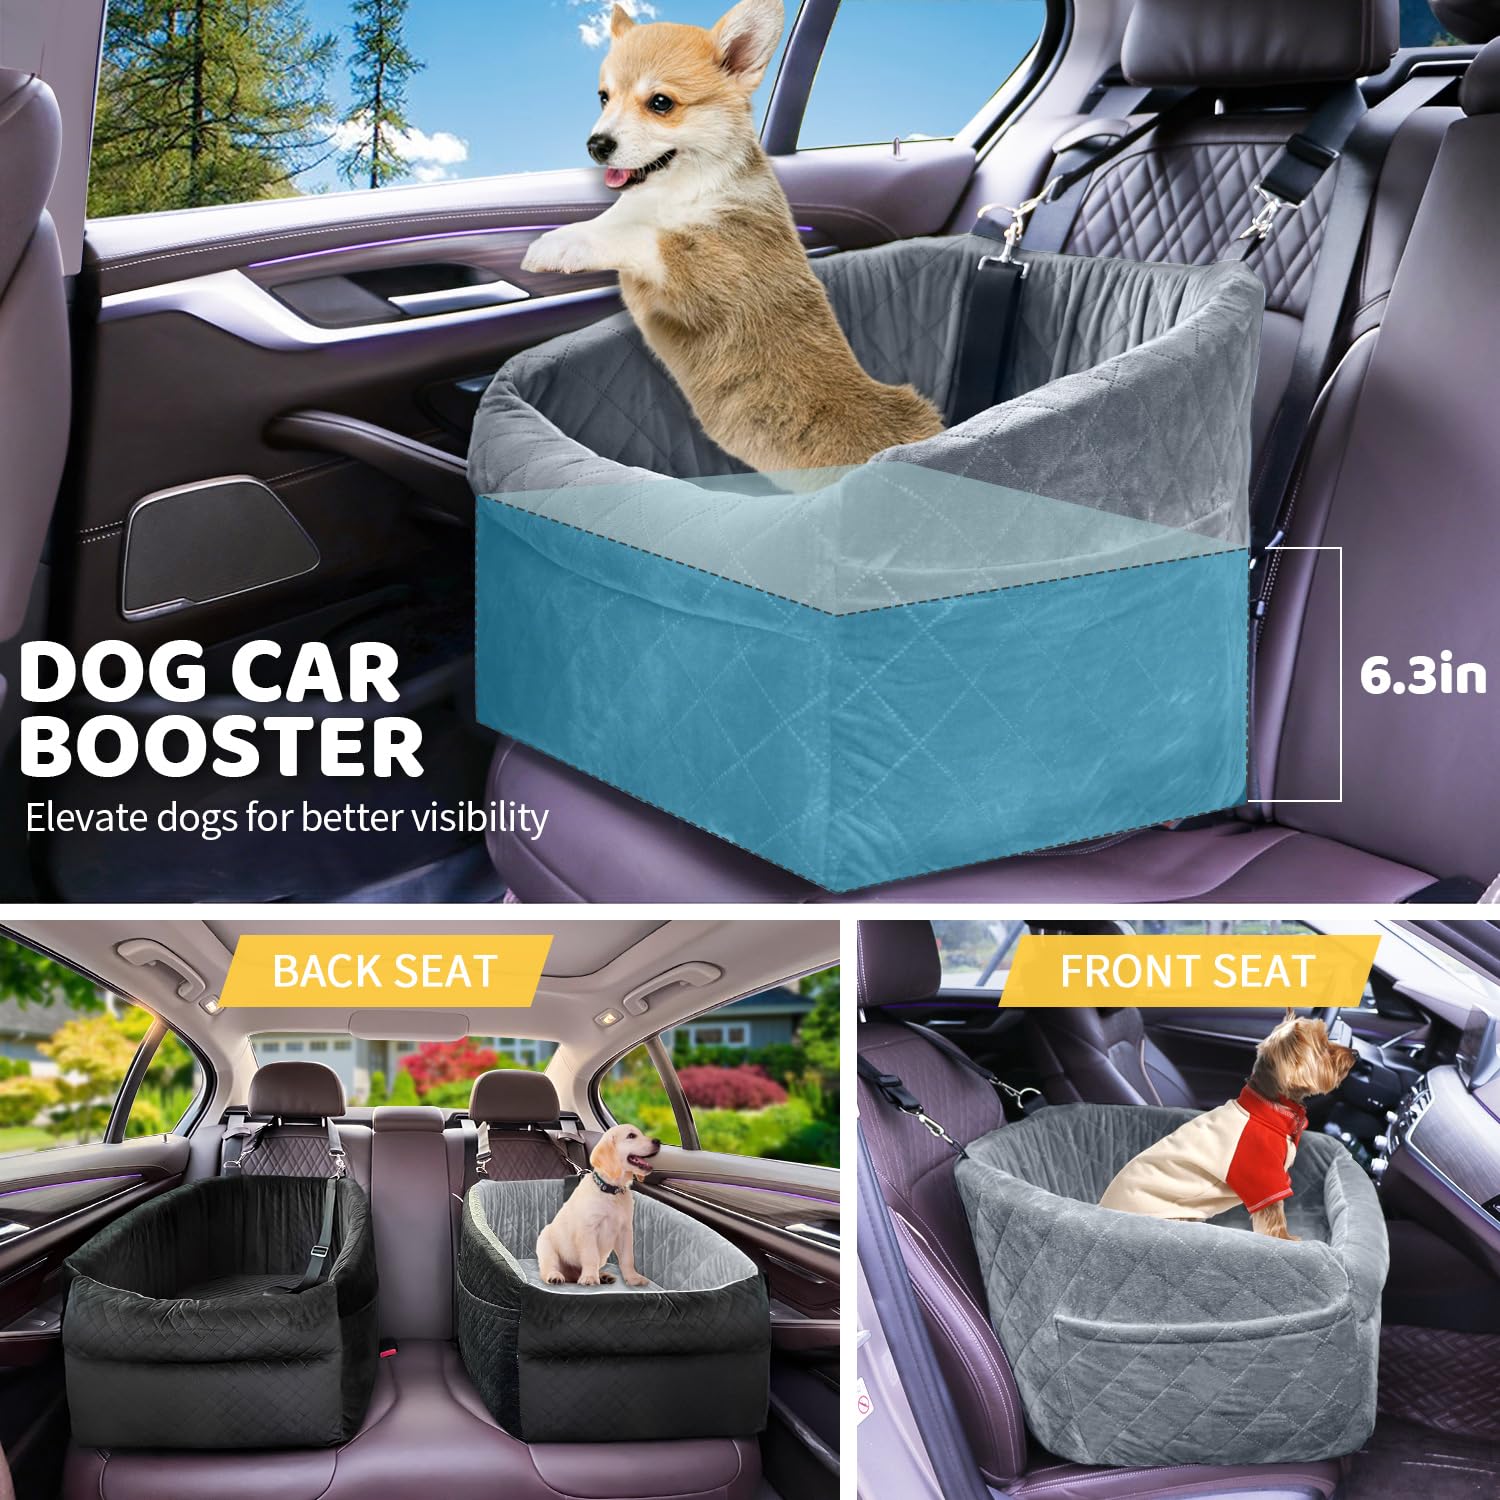 DOG CAR
BOOSTER
Elevate dogs for better visibility
6.3in
BACK SEAT
FRONT SEAT